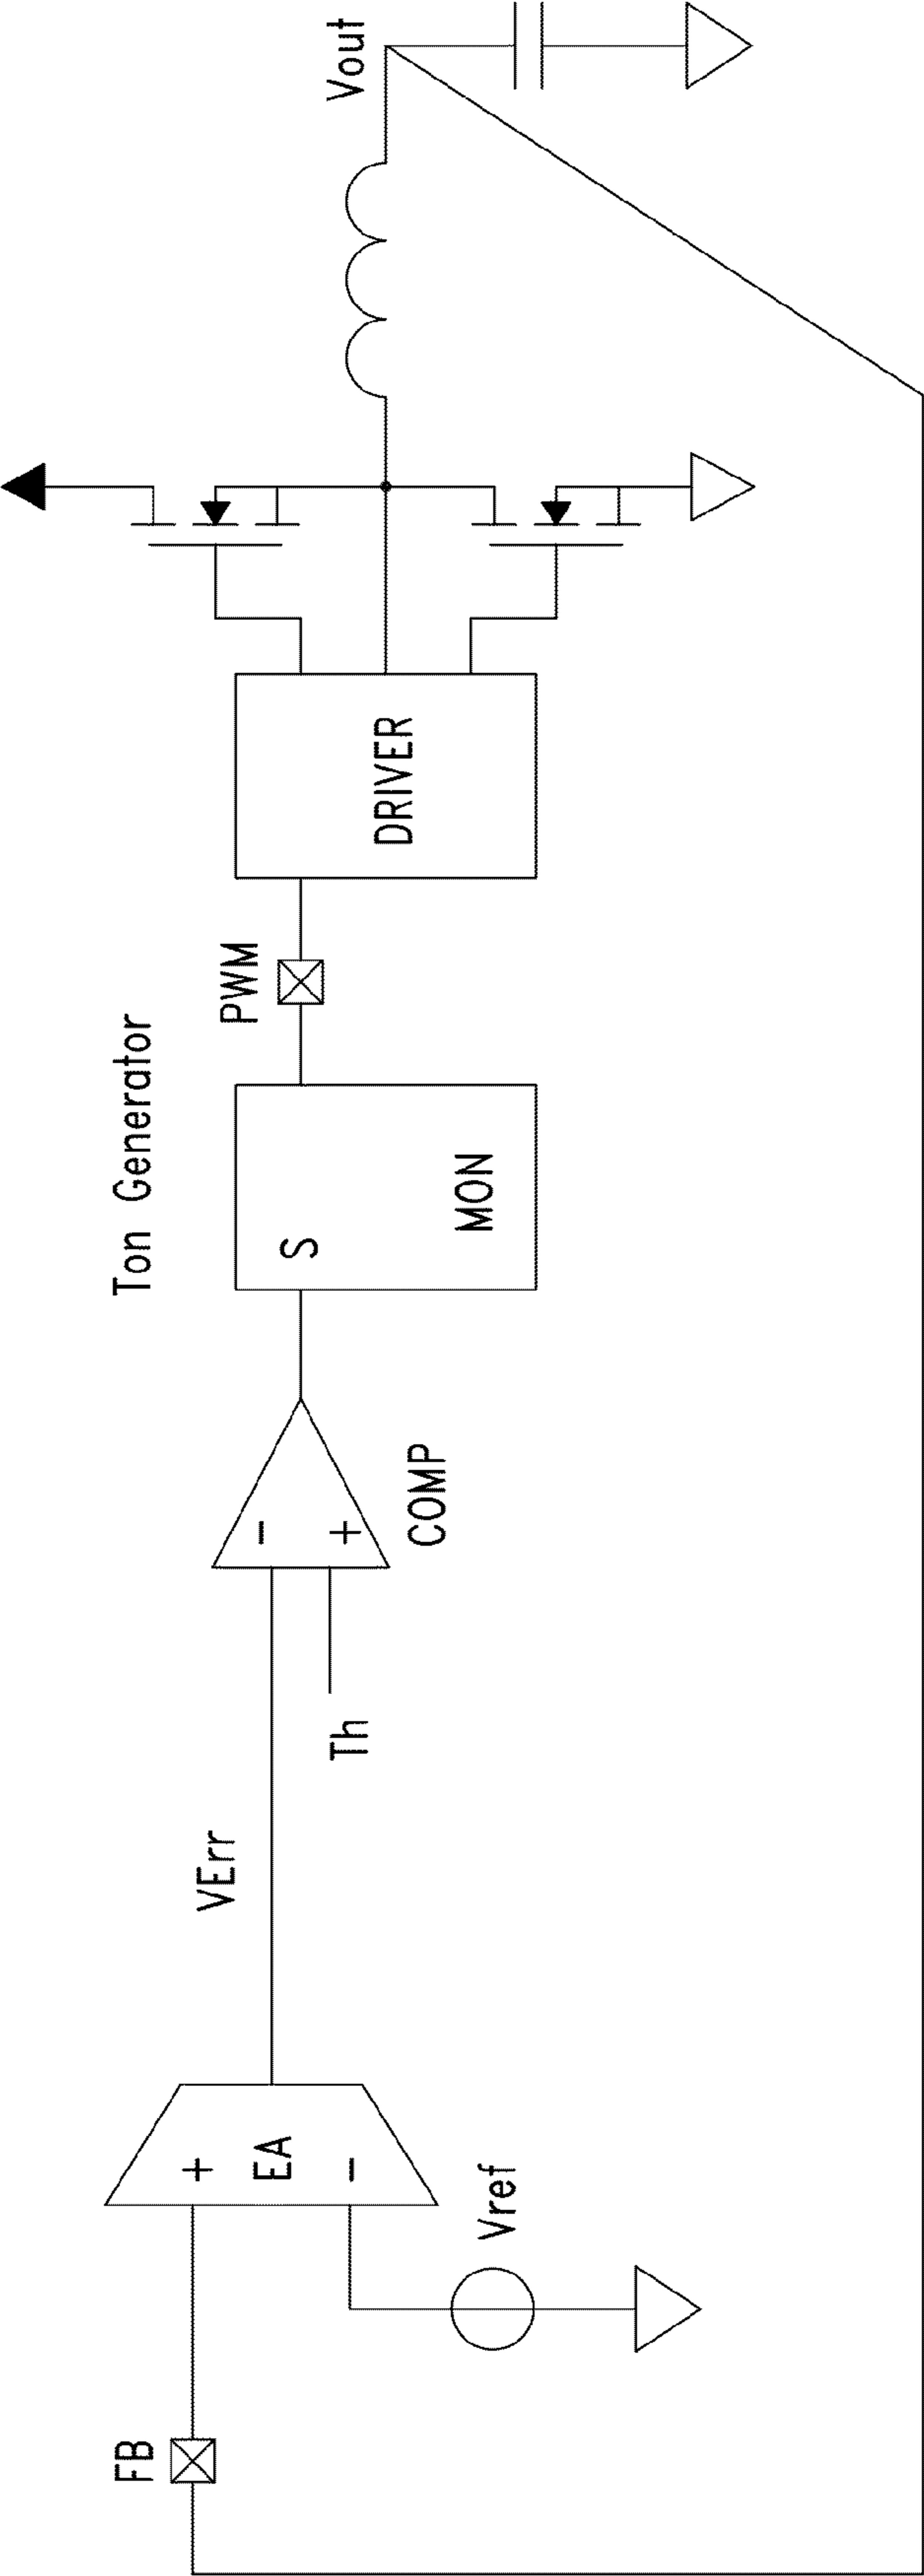 FB
+
EA
-
Vref
VErr
Th
-
+
COMP
Ton Generator
S
MON
PWM
DRIVER
Vout